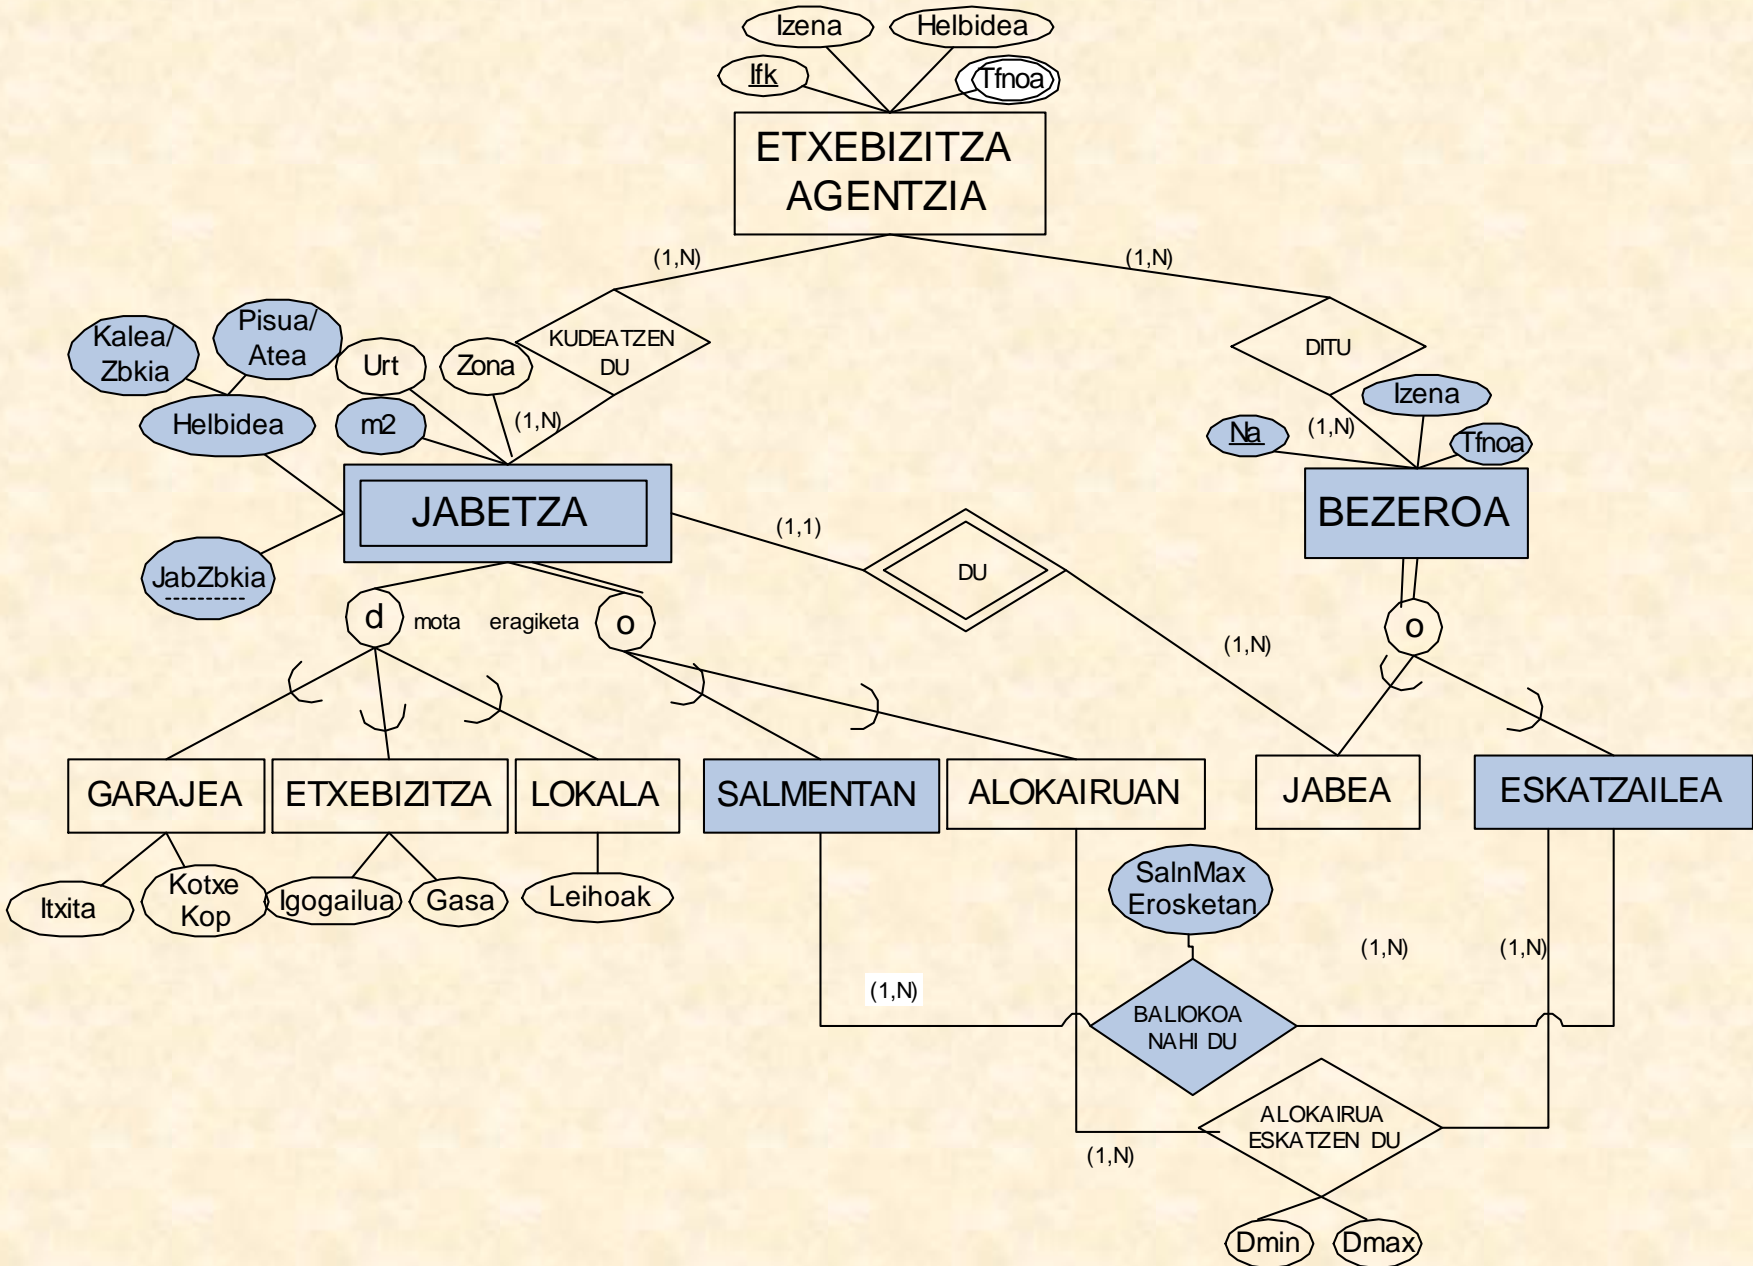 Izena
Helbidea
Ifk
Tfnoa
ETXEBIZITZA
AGENTZIA
(1,N)
(1,N)
Kalea/
Zbkia
Pisua/
Atea
Urt
Zona
KUDEATZEN
DU
DITU
Helbidea
m2
(1,N)
Izena
Na
(1,N)
Tfnoa
JABETZA
(1,1)
BEZEROA
JabZbkia
DU
d
mota
eragiketa
o
o
(1,N)
GARAJEA
ETXEBIZITZA
LOKALA
SALMENTAN
ALOKAIRUAN
JABEA
ESKATZAILEA
Itxita
Kotxe
Kop
Igogailua
Gasa
Leihoak
SalnMax
Erosketan
(1,N)
(1,N)
(1,N)
BALIOKOA
NAHI DU
ALOKAIRUA
ESKATZEN DU
(1,N)
Dmin
Dmax